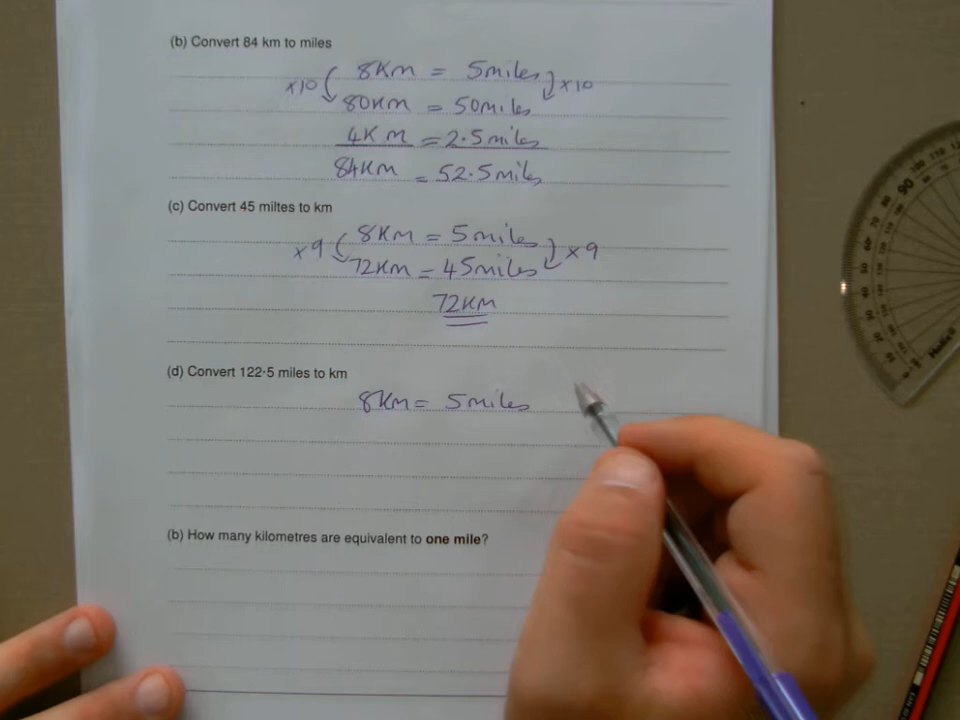 (b) Convert 84 km to miles
×10 8km = 5miles ×10
80km = 50miles
4km = 2.5miles
84km = 52.5miles
(c) Convert 45 miltes to km
×9 8km = 5miles ×9
72km = 45miles
72km
(d) Convert 122·5 miles to km
8km = 5miles
(b) How many kilometres are equivalent to one mile?
Helix